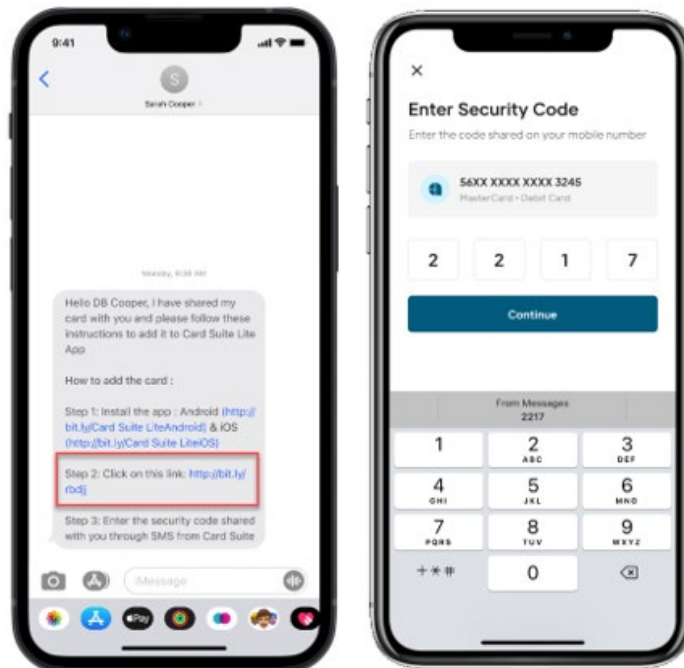 9:41
S
Sarah Cooper >
Monday, 9:38 AM
Hello DB Cooper, I have shared my
card with you and please follow these
instructions to add it to Card Suite Lite
App
How to add the card :
Step 1: Install the app : Android (http://
bit.ly/Card Suite LiteAndroid) & iOS
(http://bit.ly/Card Suite LiteiOS)
Step 2: Click on this link: http://bit.ly/
rbdjj
Step 3: Enter the security code shared
with you through SMS from Card Suite
iMessage
Pay
Enter Security Code
Enter the code shared on your mobile number
56XX XXXX XXXX 3245
MasterCard • Debit Card
2 2 1 7
Continue
From Messages
2217
1 2 3
ABC DEF
4 5 6
GHI JKL MNO
7 8 9
PQRS TUV WXYZ
+*# 0